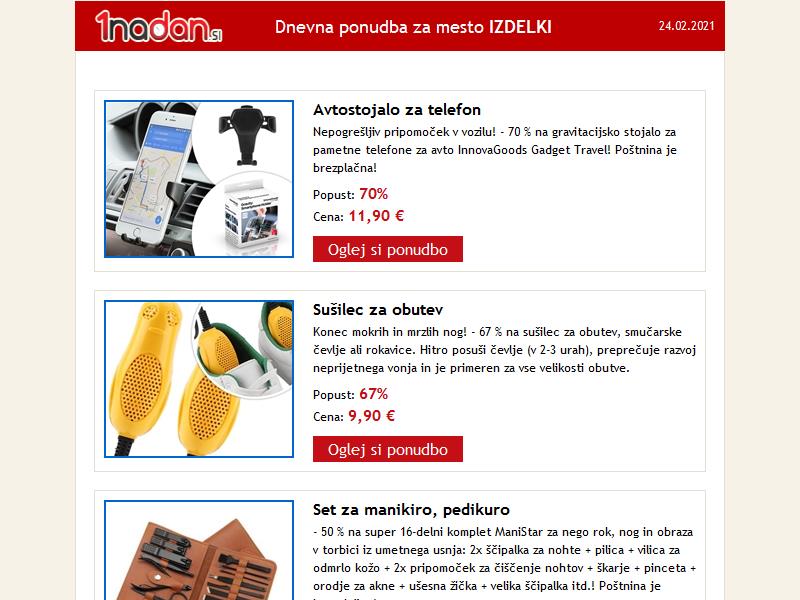 1nadan.si
Dnevna ponudba za mesto IZDELKI
24.02.2021
Avtostojalo za telefon
Nepogrešljiv pripomoček v vozilu! - 70 % na gravitacijsko stojalo za
pametne telefone za avto InnovaGoods Gadget Travel! Poštnina je
brezplačna!
Popust: 70%
Cena: 11,90 €
Oglej si ponudbo
Sušilec za obutev
Konec mokrih in mrzlih nog! - 67 % na sušilec za obutev, smučarske
čevlje ali rokavice. Hitro posuši čevlje (v 2-3 urah), preprečuje razvoj
neprijetnega vonja in je primeren za vse velikosti obutve.
Popust: 67%
Cena: 9,90 €
Oglej si ponudbo
Set za manikiro, pedikuro
- 50 % na super 16-delni komplet ManiStar za nego rok, nog in obraza
v torbici iz umetnega usnja: 2x ščipalka za nohte + pilica + vilica za
odmrlo kožo + 2x pripomoček za čiščenje nohtov + škarje + pinceta +
orodje za akne + ušesna žička + velika ščipalka itd.! Poštnina je